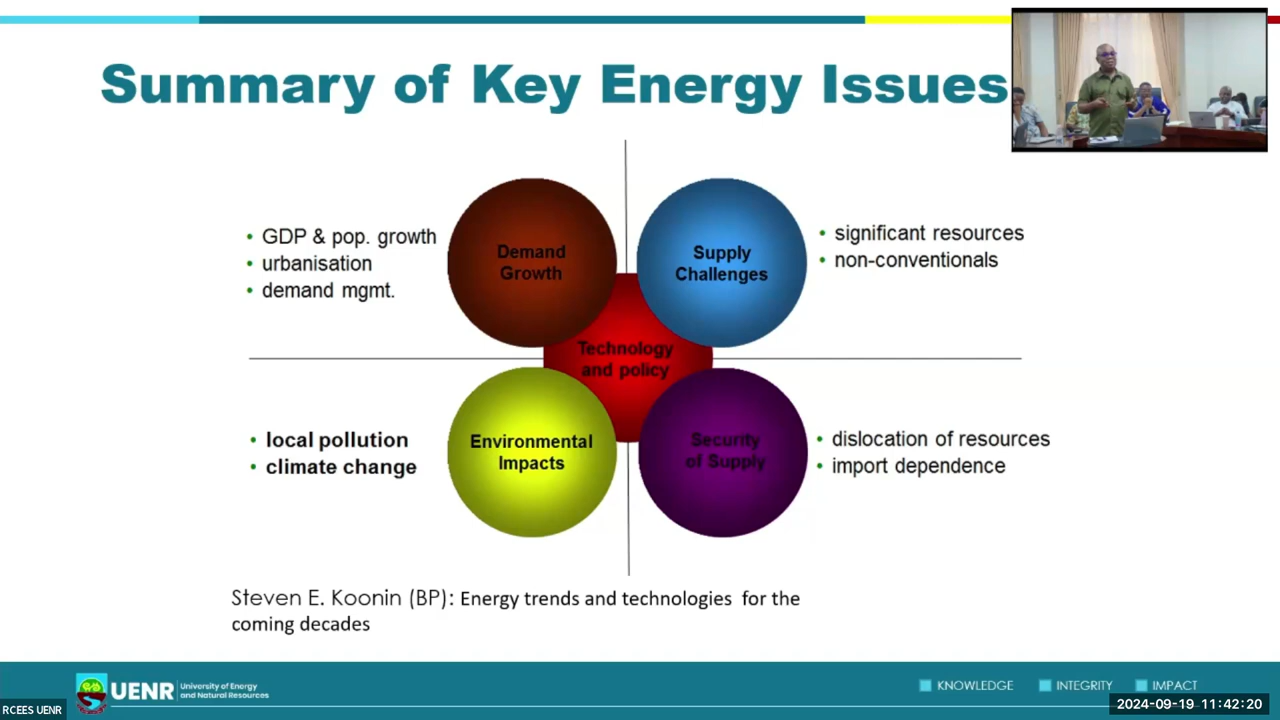 Summary of Key Energy Issues
• GDP & pop. growth
• urbanisation
• demand mgmt.
Demand
Growth
Supply
Challenges
• significant resources
• non-conventionals
Technology
and policy
• local pollution
• climate change
Environmental
Impacts
Security
of Supply
• dislocation of resources
• import dependence
Steven E. Koonin (BP): Energy trends and technologies for the
coming decades
UENR
University of Energy
and Natural Resources
KNOWLEDGE
INTEGRITY
IMPACT
RCEES UENR
2024-09-19 11:42:20